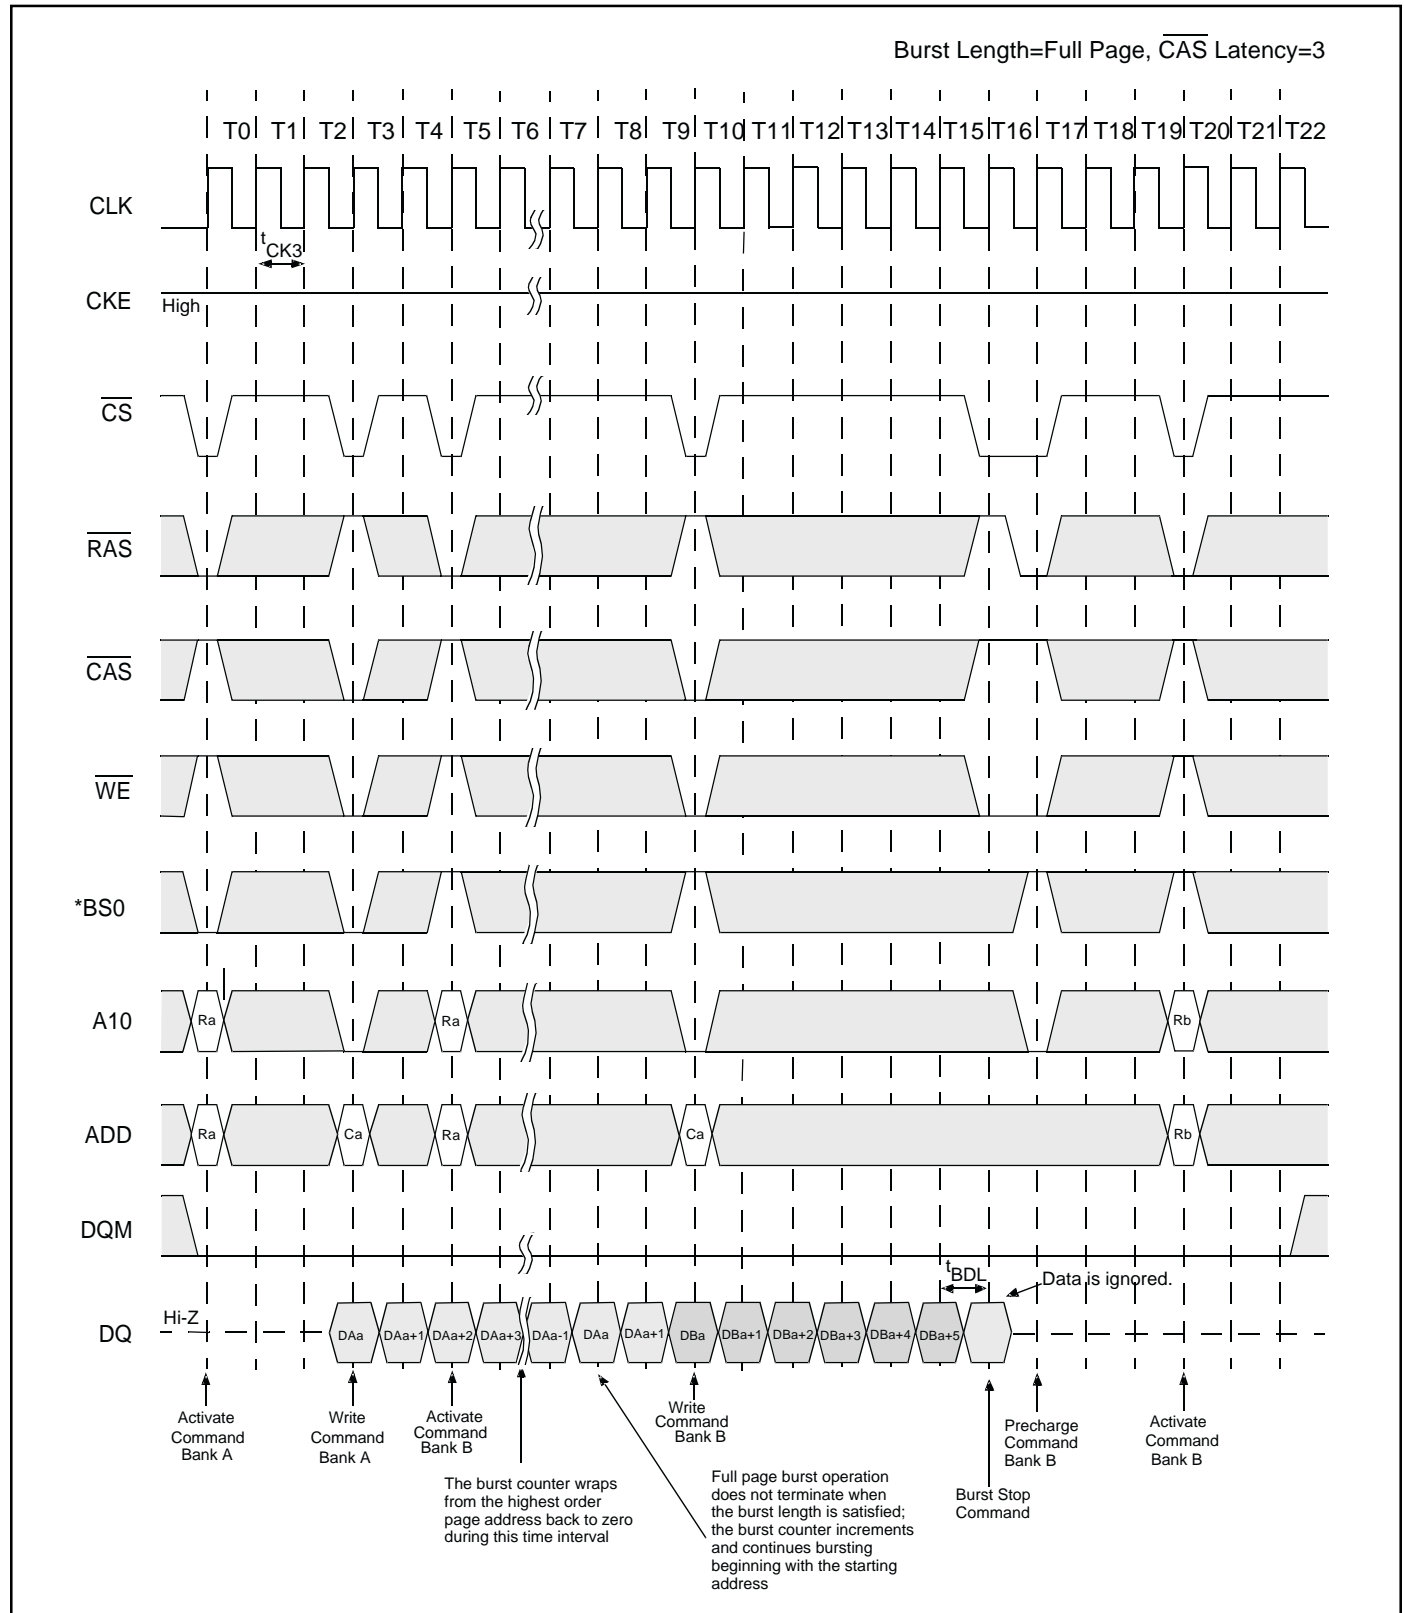 Burst Length=Full Page, CAS Latency=3
T0 T1 T2 T3 T4 T5 T6 T7 T8 T9 T10 T11 T12 T13 T14 T15 T16 T17 T18 T19 T20 T21 T22
CLK
tCK3
CKE
High
CS
RAS
CAS
WE
*BS0
A10
Ra Ra Rb
ADD
Ra Ca Ra Ca Rb
DQM
tBDL
Data is ignored.
DQ
Hi-Z
DAa DAa+1 DAa+2 DAa+3 DAa-1 DAa DAa+1 DBa DBa+1 DBa+2 DBa+3 DBa+4 DBa+5
Activate
Command
Bank A
Write
Command
Bank A
Activate
Command
Bank B
Write
Command
Bank B
Precharge
Command
Bank B
Activate
Command
Bank B
The burst counter wraps
from the highest order
page address back to zero
during this time interval
Full page burst operation
does not terminate when
the burst length is satisfied;
the burst counter increments
and continues bursting
beginning with the starting
address
Burst Stop
Command